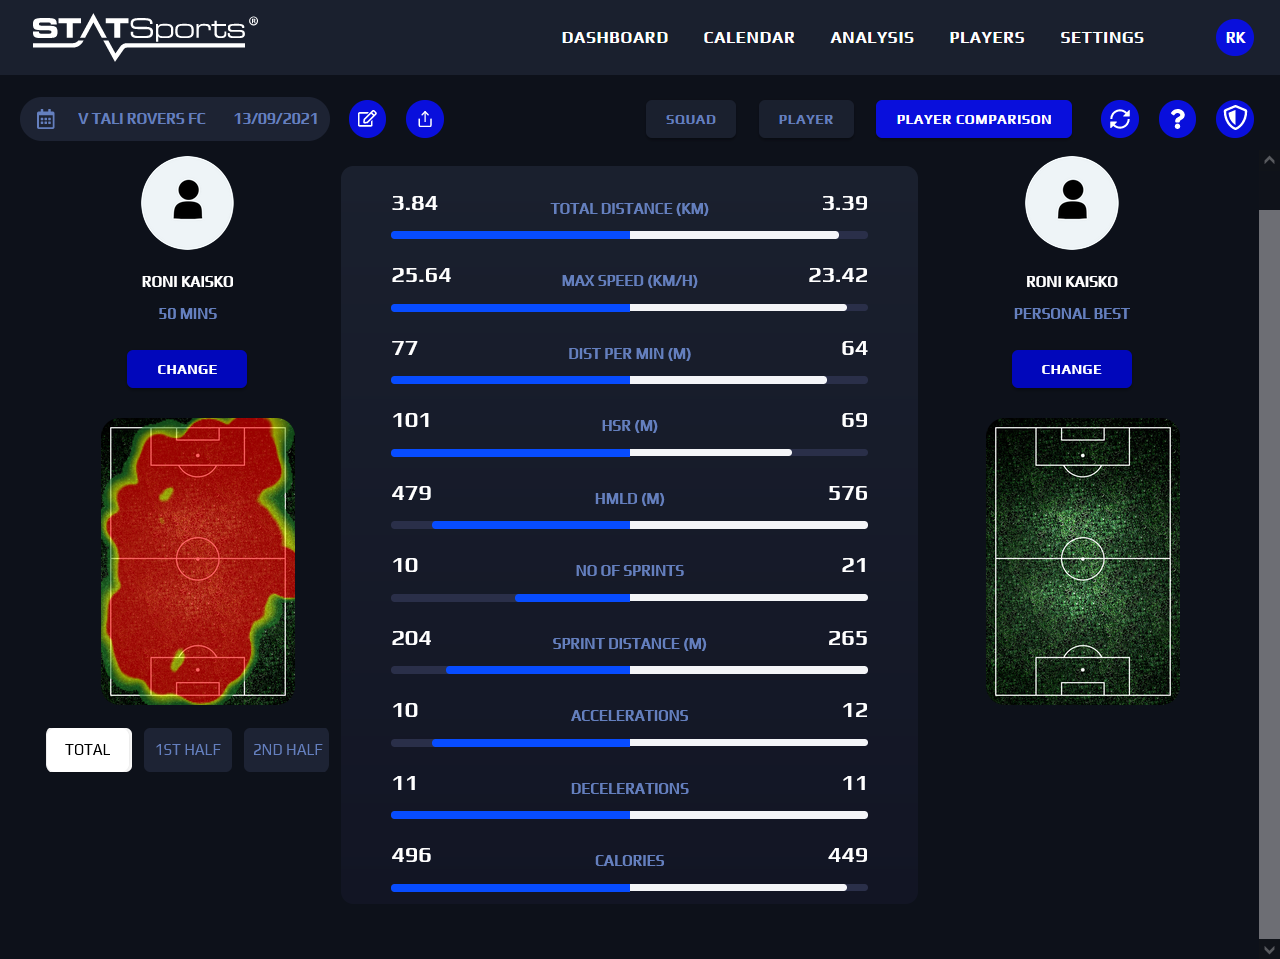 STATSports®
DASHBOARD CALENDAR ANALYSIS PLAYERS SETTINGS RK
V TALI ROVERS FC 13/09/2021 SQUAD PLAYER PLAYER COMPARISON ?
RONI KAISKO
50 MINS
CHANGE
TOTAL 1ST HALF 2ND HALF
3.84 TOTAL DISTANCE (KM) 3.39
25.64 MAX SPEED (KM/H) 23.42
77 DIST PER MIN (M) 64
101 HSR (M) 69
479 HMLD (M) 576
10 NO OF SPRINTS 21
204 SPRINT DISTANCE (M) 265
10 ACCELERATIONS 12
11 DECELERATIONS 11
496 CALORIES 449
RONI KAISKO
PERSONAL BEST
CHANGE